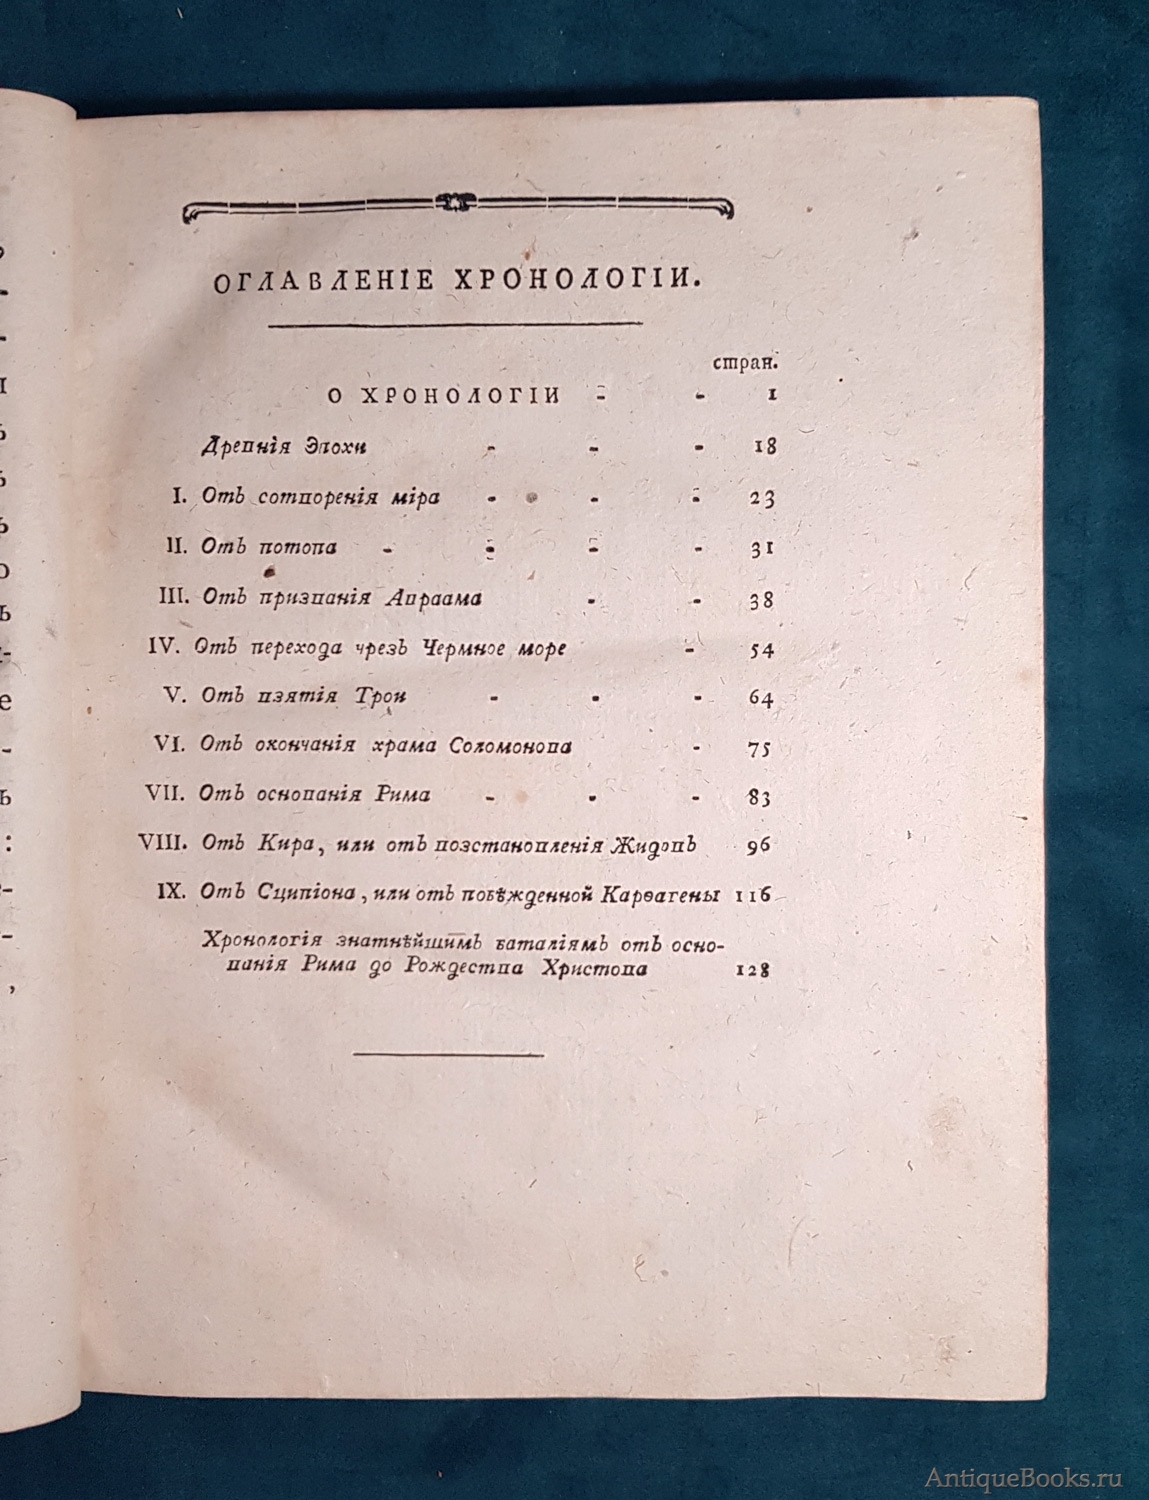 ОГЛАВЛЕНІЕ ХРОНОЛОГІИ.
стран.
О ХРОНОЛОГІИ - - 1
Древнія Эпохи - - - 18
I. Отъ сотворенія міра - - - 23
II. Отъ потопа - - - - 31
III. Отъ призванія Авраама - - 38
IV. Отъ перехода чрезъ Чермное море - 54
V. Отъ взятія Трои - - - 64
VI. Отъ окончанія храма Соломонова - 75
VII. Отъ основанія Рима - - - 83
VIII. Отъ Кира, или отъ возстановленія Жидовъ 96
IX. Отъ Сципіона, или отъ побѣжденной Карѳагены 116
Хронологія знатнѣйшимъ баталіямъ отъ осно-
ванія Рима до Рождества Христова 128
AntiqueBooks.ru